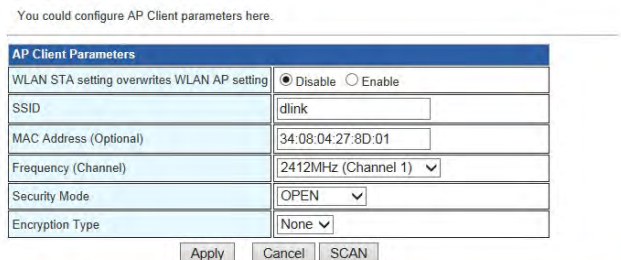 You could configure AP Client parameters here.
AP Client Parameters
WLAN STA setting overwrites WLAN AP setting Disable Enable
SSID dlink
MAC Address (Optional) 34:08:04:27:8D:01
Frequency (Channel) 2412MHz (Channel 1)
Security Mode OPEN
Encryption Type None
Apply Cancel SCAN